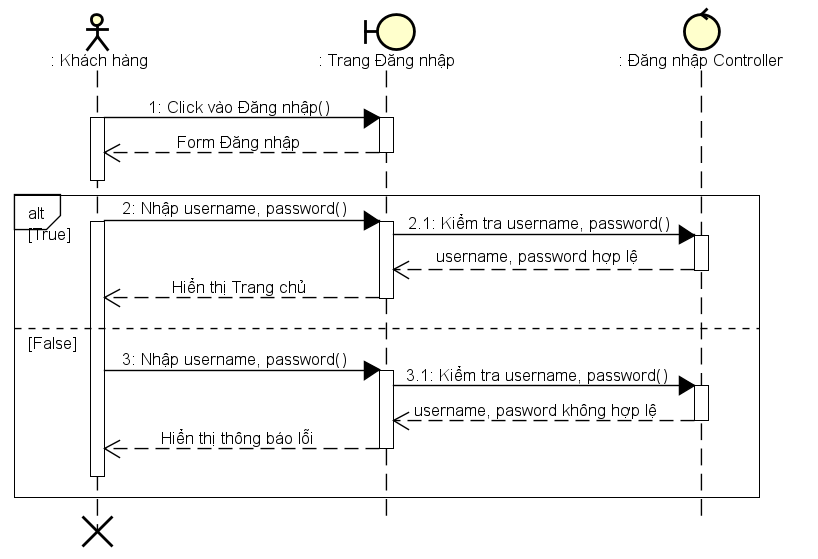 : Khách hàng
: Trang Đăng nhập
: Đăng nhập Controller
1: Click vào Đăng nhập()
Form Đăng nhập
alt
[True]
2: Nhập username, password()
2.1: Kiểm tra username, password()
username, password hợp lệ
Hiển thị Trang chủ
[False]
3: Nhập username, password()
3.1: Kiểm tra username, password()
username, pasword không hợp lệ
Hiển thị thông báo lỗi